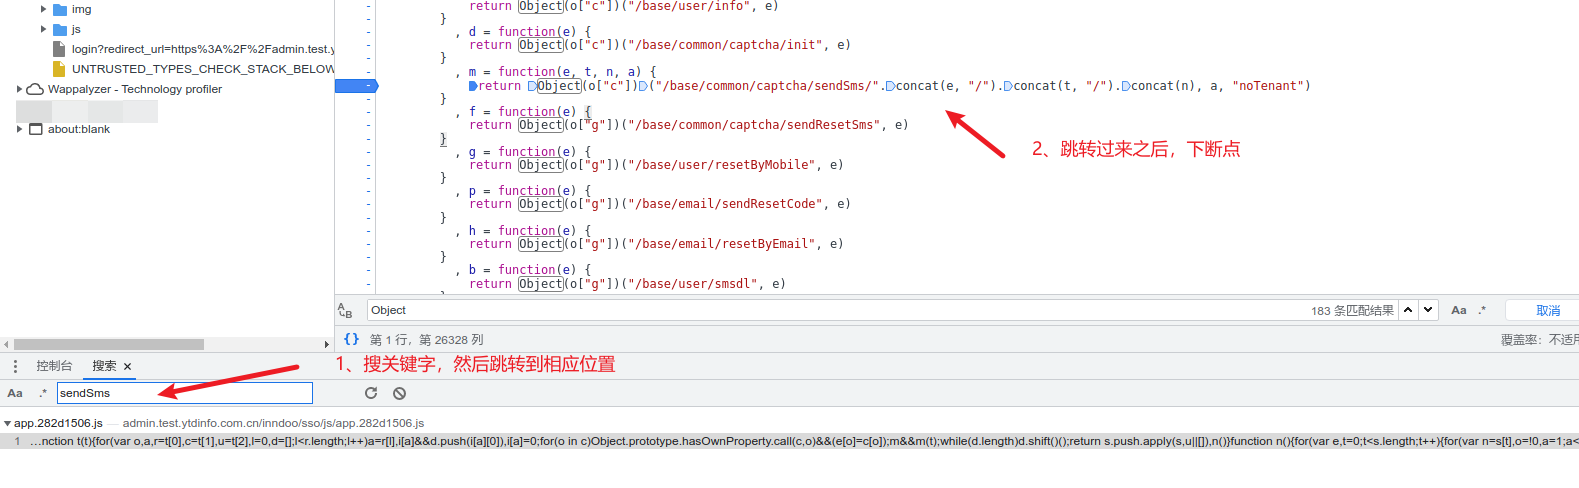 img
js
login?redirect_url=https%3A%2F%2Fadmin.test.y
UNTRUSTED_TYPES_CHECK_STACK_BELOW
Wappalyzer - Technology profiler
about:blank
return Object(o["c"])("/base/user/info", e)
}
, d = function(e) {
return Object(o["c"])("/base/common/captcha/init", e)
}
, m = function(e, t, n, a) {
return Object(o["c"])("/base/common/captcha/sendSms/".concat(e, "/").concat(t, "/").concat(n), a, "noTenant")
}
, f = function(e) {
return Object(o["g"])("/base/common/captcha/sendResetSms", e)
}
, g = function(e) {
return Object(o["g"])("/base/user/resetByMobile", e)
}
, p = function(e) {
return Object(o["g"])("/base/email/sendResetCode", e)
}
, h = function(e) {
return Object(o["g"])("/base/email/resetByEmail", e)
}
, b = function(e) {
return Object(o["g"])("/base/user/smsdl", e)
2、跳转过来之后，下断点
Object 183 条匹配结果 Aa .* 取消
{} 第 1 行，第 26328 列 覆盖率：不适用
控制台 搜索 ×
1、搜关键字，然后跳转到相应位置
Aa .* sendSms
app.282d1506.js — admin.test.ytdinfo.com.cn/inndoo/sso/js/app.282d1506.js
1 …nction t(t){for(var o,a,r=t[0],c=t[1],u=t[2],l=0,d=[];l<r.length;l++)a=r[l],i[a]&&d.push(i[a][0]),i[a]=0;for(o in c)Object.prototype.hasOwnProperty.call(c,o)&&(e[o]=c[o]);m&&m(t);while(d.length)d.shift()();return s.push.apply(s,u||[]),n()}function n(){for(var e,t=0;t<s.length;t++){for(var n=s[t],o=!0,a=1;a<